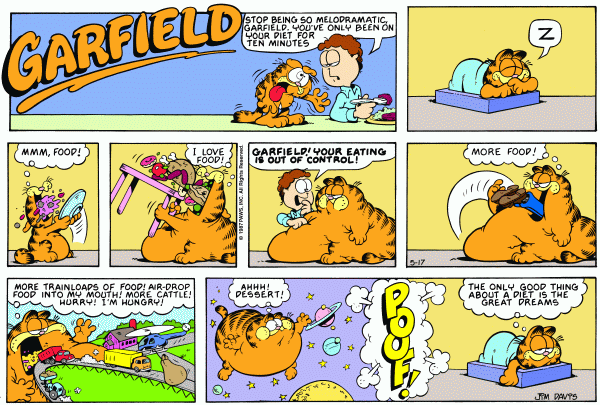 GARFIELD
STOP BEING SO MELODRAMATIC,
GARFIELD. YOU'VE ONLY BEEN ON
YOUR DIET FOR
TEN MINUTES
Z
MMM, FOOD!
I LOVE
FOOD!
© 1987 PAWS, INC. All Rights Reserved.
GARFIELD! YOUR EATING
IS OUT OF CONTROL!
MORE FOOD!
5-17
MORE TRAINLOADS OF FOOD! AIR-DROP
FOOD INTO MY MOUTH! MORE CATTLE!
HURRY! I'M HUNGRY!
AHHH!
DESSERT!
POUF!
THE ONLY GOOD THING
ABOUT A DIET IS THE
GREAT DREAMS
JIM DAVIS